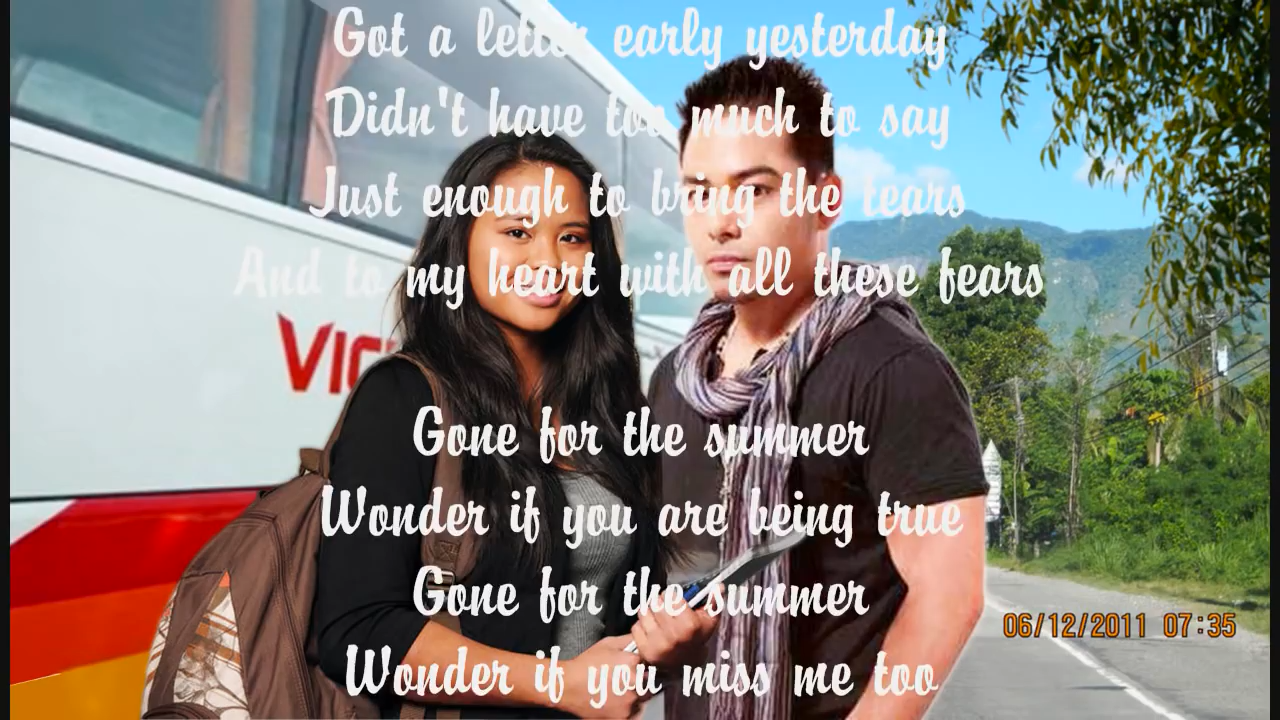 Got a letter early yesterday
Didn't have too much to say
Just enough to bring the tears
And to my heart with all these fears
VIC
Gone for the summer
Wonder if you are being true
Gone for the summer
Wonder if you miss me too
06/12/2011 07:35